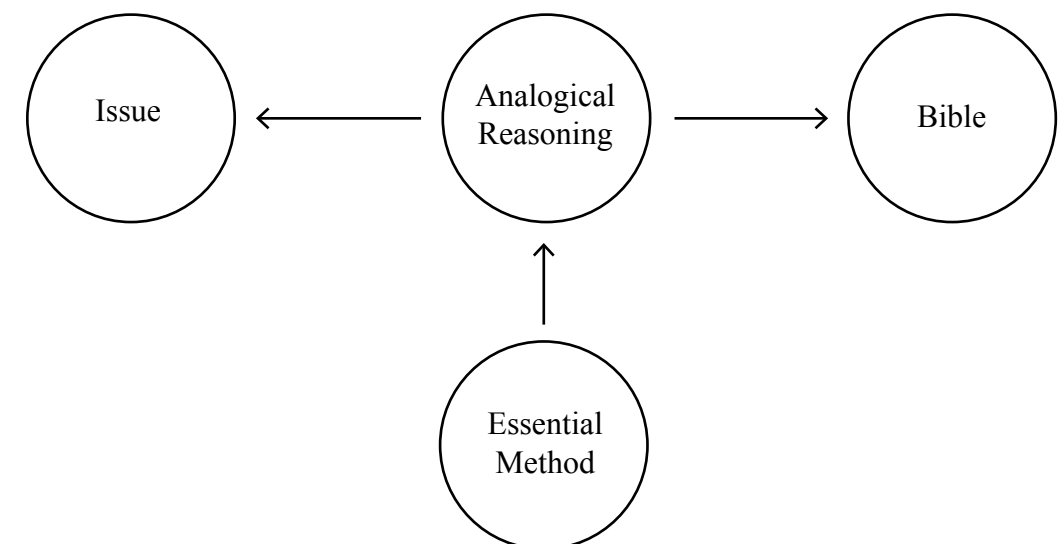 Issue
Analogical
Reasoning
Bible
Essential
Method